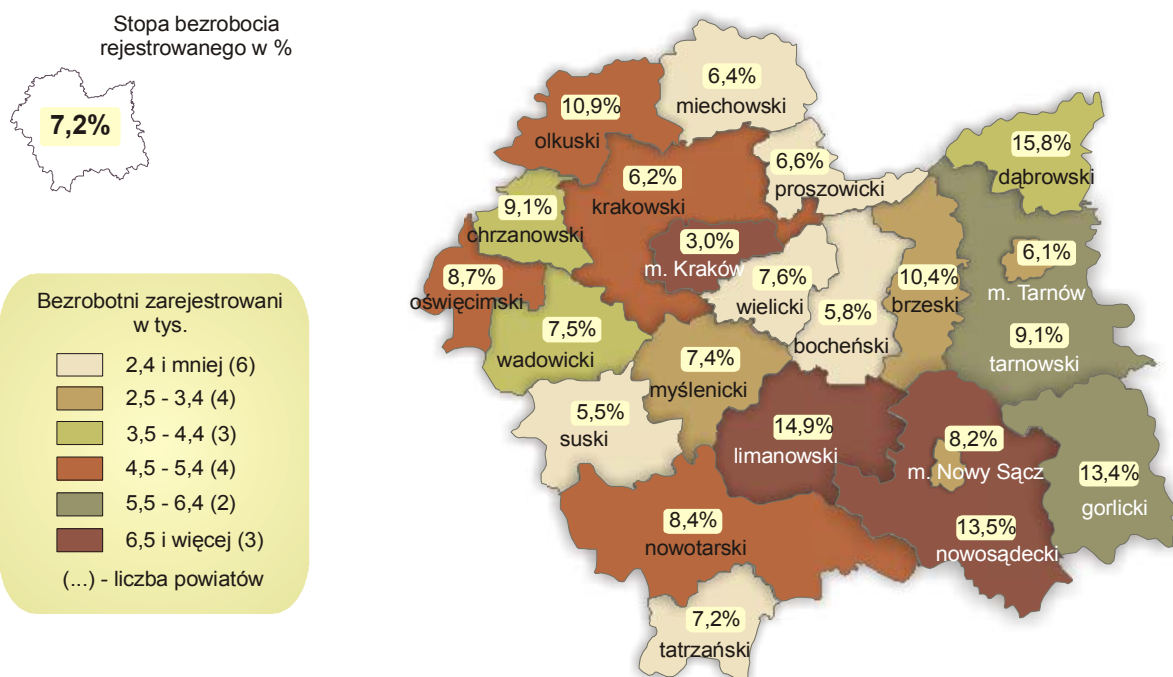 Stopa bezrobocia
rejestrowanego w %
7,2%
Bezrobotni zarejestrowani
w tys.
2,4 i mniej (6)
2,5 - 3,4 (4)
3,5 - 4,4 (3)
4,5 - 5,4 (4)
5,5 - 6,4 (2)
6,5 i więcej (3)
(...) - liczba powiatów
6,4%
miechowski
10,9%
olkuski
6,6%
proszowicki
15,8%
dąbrowski
6,2%
krakowski
9,1%
chrzanowski
3,0%
m. Kraków
6,1%
m. Tarnów
8,7%
oświęcimski
7,6%
wielicki
10,4%
brzeski
5,8%
bocheński
7,5%
wadowicki
9,1%
tarnowski
7,4%
myślenicki
5,5%
suski
14,9%
limanowski
8,2%
m. Nowy Sącz
13,4%
gorlicki
8,4%
nowotarski
13,5%
nowosądecki
7,2%
tatrzański